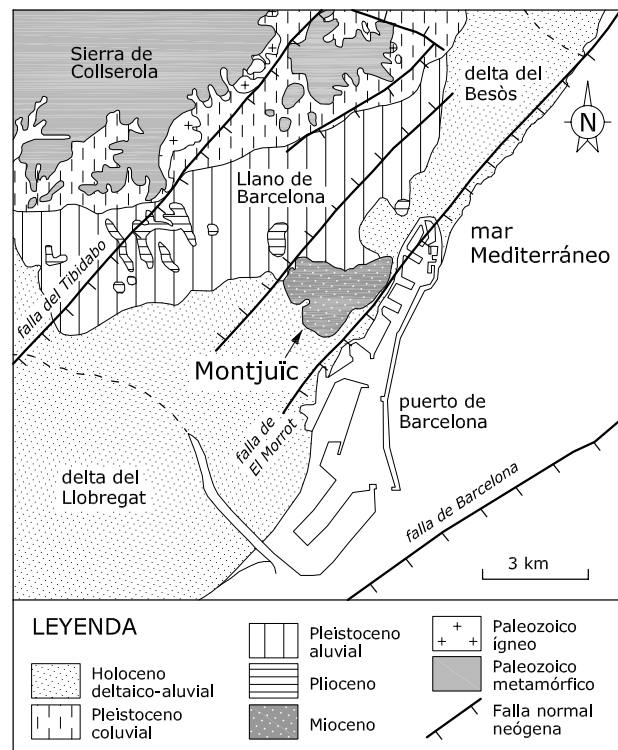 Sierra de
Collserola
delta del
Besòs
N
Llano de
Barcelona
mar
Mediterráneo
falla del Tibidabo
Montjuïc
falla de
El Morrot
puerto de
Barcelona
delta del
Llobregat
falla de Barcelona
3 km
LEYENDA
Holoceno
deltaico-aluvial
Pleistoceno
coluvial
Pleistoceno
aluvial
Plioceno
Mioceno
Paleozoico
ígneo
Paleozoico
metamórfico
Falla normal
neógena